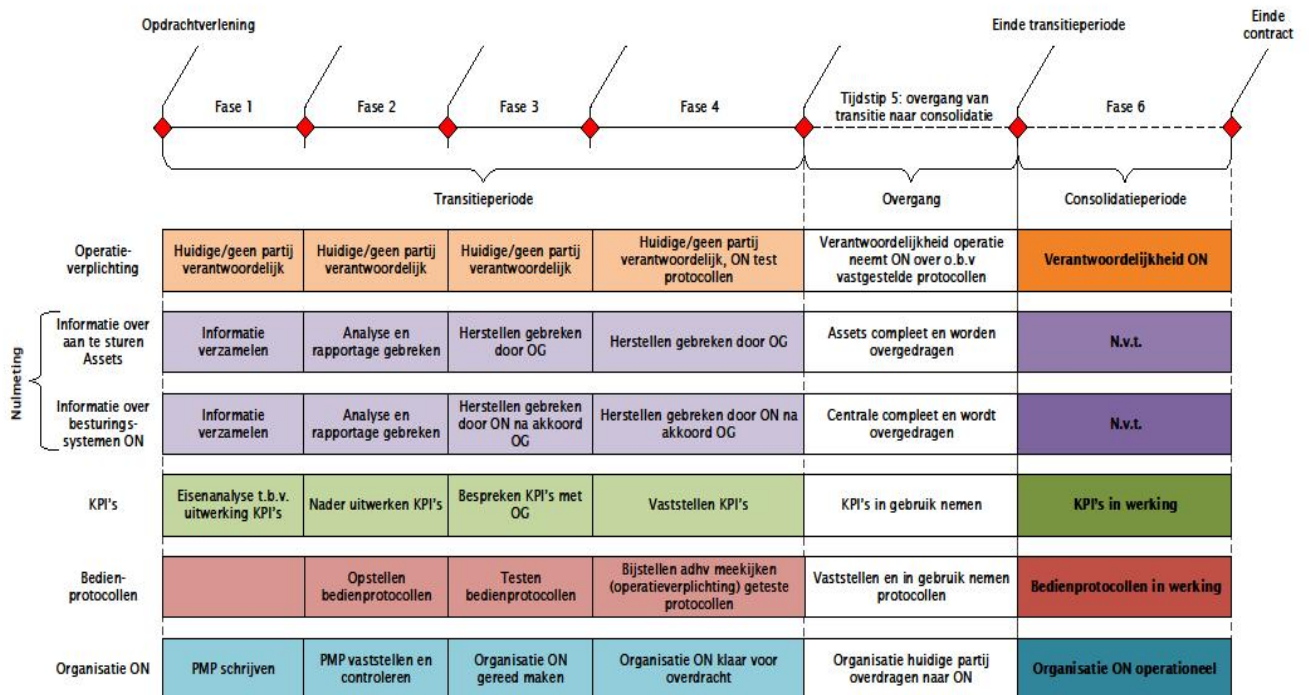 Opdrachtverlening
Einde transitieperiode
Einde
contract
Fase 1
Fase 2
Fase 3
Fase 4
Tijdstip 5: overgang van
transitie naar consolidatie
Fase 6
Transitieperiode
Overgang
Consolidatieperiode
Operatie-
verplichting
Huidige/geen partij
verantwoordelijk
Huidige/geen partij
verantwoordelijk
Huidige/geen partij
verantwoordelijk
Huidige/geen partij
verantwoordelijk, ON test
protocollen
Verantwoordelijkheid operatie
neemt ON over o.b.v
vastgestelde protocollen
Verantwoordelijkheid ON
Nulmeting
Informatie over
aan te sturen
Assets
Informatie
verzamelen
Analyse en
rapportage gebreken
Herstellen gebreken
door OG
Herstellen gebreken door OG
Assets compleet en worden
overgedragen
N.v.t.
Informatie over
besturings-
systemen ON
Informatie
verzamelen
Analyse en
rapportage gebreken
Herstellen gebreken
door ON na akkoord
OG
Herstellen gebreken door ON na
akkoord OG
Centrale compleet en wordt
overgedragen
N.v.t.
KPI's
Eisenanalyse t.b.v.
uitwerking KPI's
Nader uitwerken KPI's
Bespreken KPI's met
OG
Vaststellen KPI's
KPI's in gebruik nemen
KPI's in werking
Bedien-
protocollen
Opstellen
bedienprotocollen
Testen
bedienprotocollen
Bijstellen adhv meekijken
(operatieverplichting) geteste
protocollen
Vaststellen en in gebruik nemen
protocollen
Bedienprotocollen in werking
Organisatie ON
PMP schrijven
PMP vaststellen en
controleren
Organisatie ON
gereed maken
Organisatie ON klaar voor
overdracht
Organisatie huidige partij
overdragen naar ON
Organisatie ON operationeel